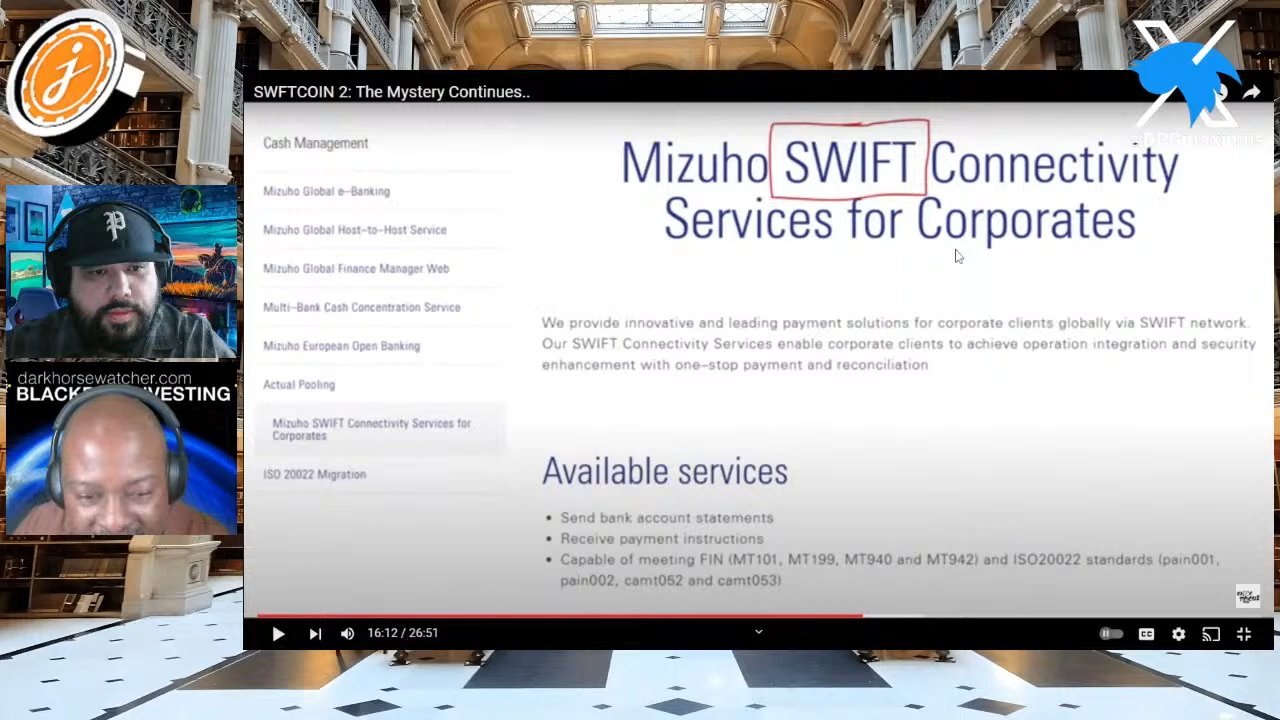 SWFTCOIN 2: The Mystery Continues..
Cash Management
Mizuho Global e-Banking
Mizuho Global Host-to-Host Service
Mizuho Global Finance Manager Web
Multi-Bank Cash Concentration Service
Mizuho European Open Banking
Actual Pooling
Mizuho SWIFT Connectivity Services for
Corporates
ISO 20022 Migration
Mizuho SWIFT Connectivity
Services for Corporates
We provide innovative and leading payment solutions for corporate clients globally via SWIFT network.
Our SWIFT Connectivity Services enable corporate clients to achieve operation integration and security
enhancement with one-stop payment and reconciliation
Available services
• Send bank account statements
• Receive payment instructions
• Capable of meeting FIN (MT101, MT199, MT940 and MT942) and ISO20022 standards (pain001,
pain002, camt052 and camt053)
16:12 / 26:51
CC
P
darkhorsewatcher.com